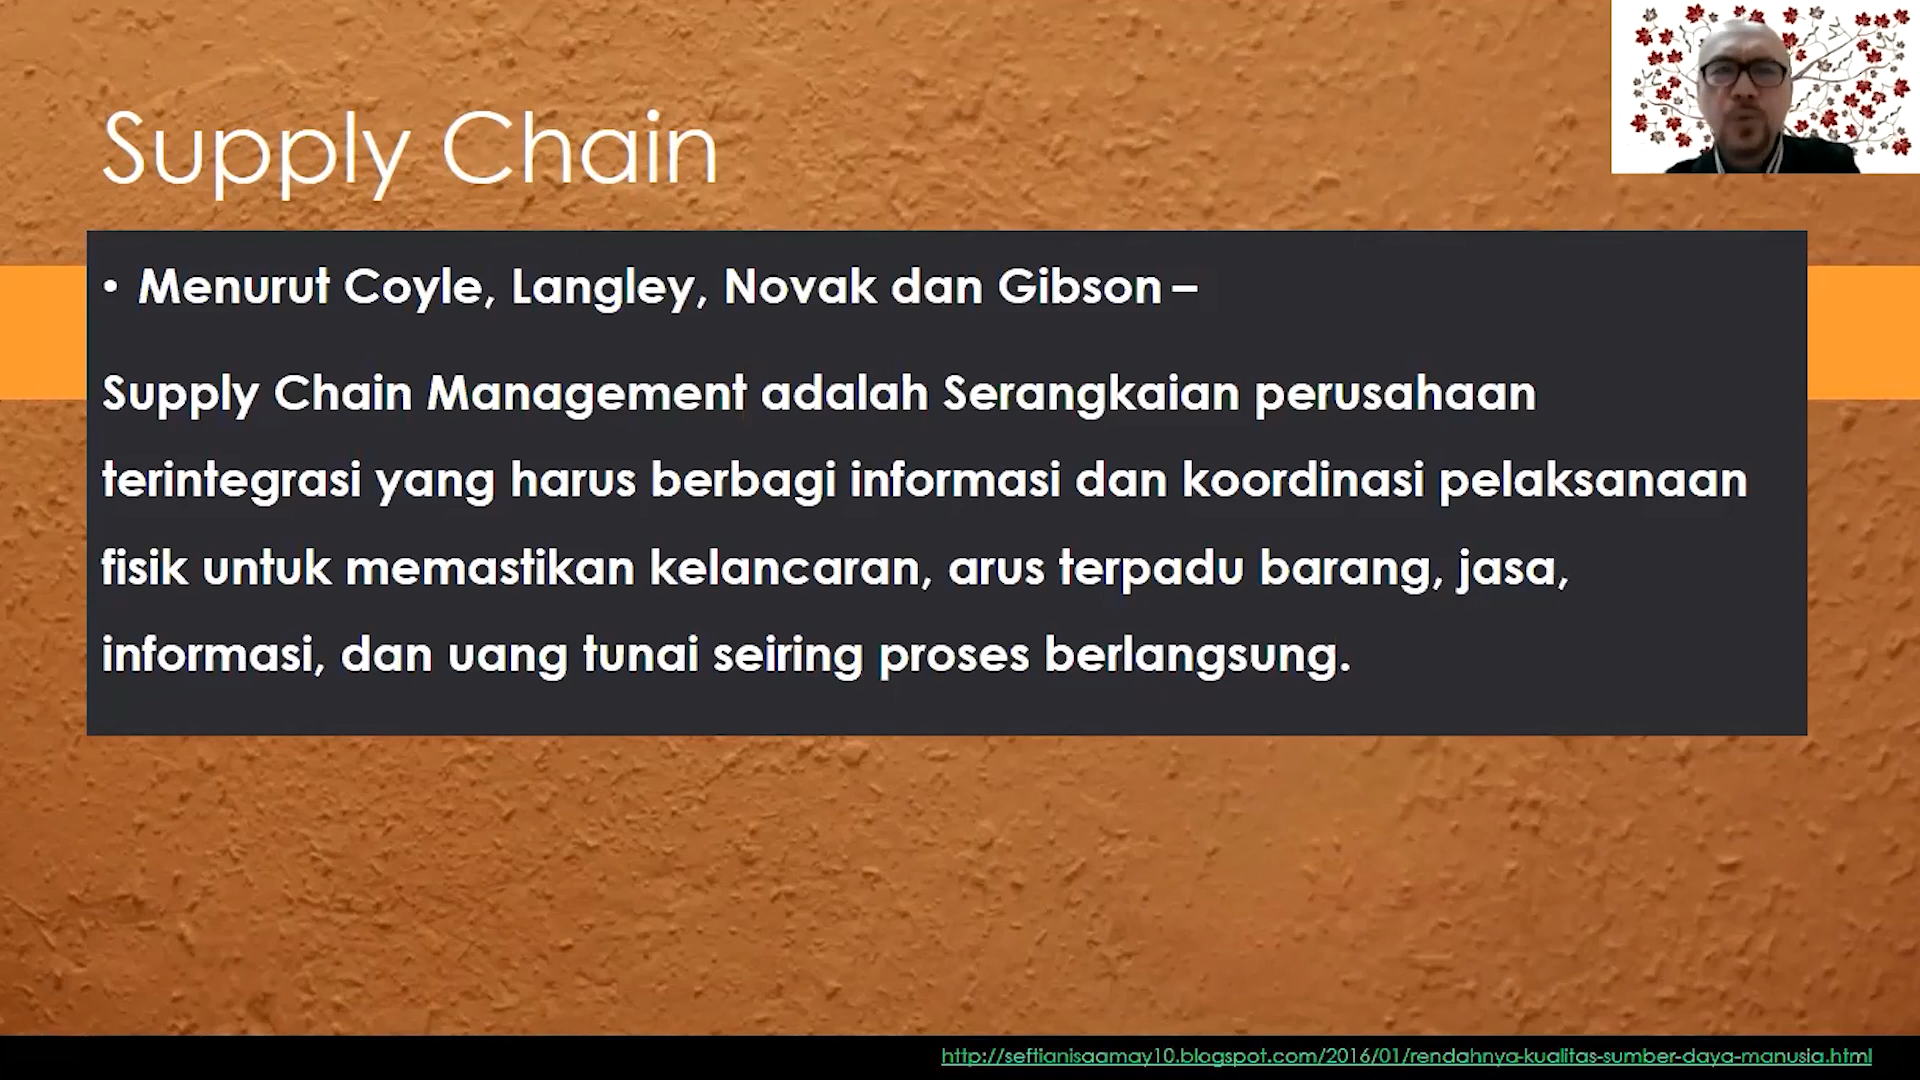 Supply Chain
• Menurut Coyle, Langley, Novak dan Gibson –
Supply Chain Management adalah Serangkaian perusahaan
terintegrasi yang harus berbagi informasi dan koordinasi pelaksanaan
fisik untuk memastikan kelancaran, arus terpadu barang, jasa,
informasi, dan uang tunai seiring proses berlangsung.
http://seftianisaamay10.blogspot.com/2016/01/rendahnya-kualitas-sumber-daya-manusia.html